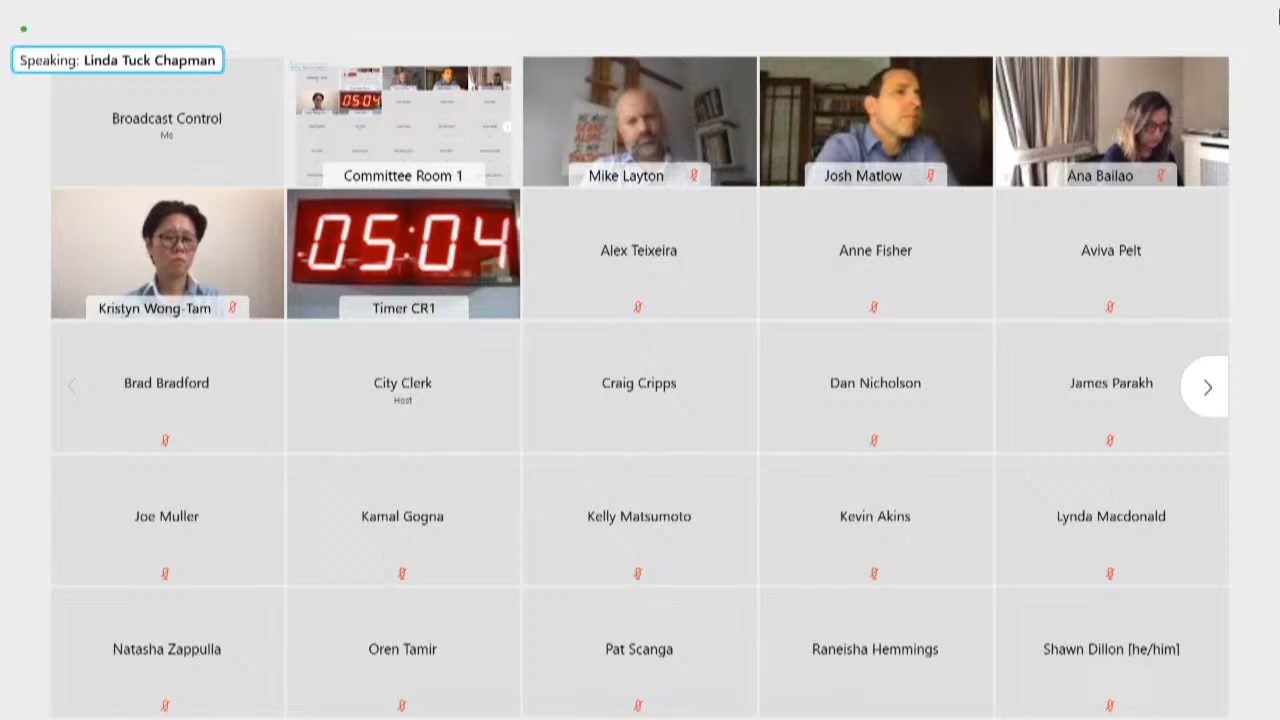 Speaking: Linda Tuck Chapman
Broadcast Control
Me
05:04
Committee Room 1
Mike Layton
Josh Matlow
Ana Bailao
Kristyn Wong-Tam
05:04
Timer CR1
Alex Teixeira
Anne Fisher
Aviva Pelt
Brad Bradford
City Clerk
Host
Craig Cripps
Dan Nicholson
James Parakh
Joe Muller
Kamal Gogna
Kelly Matsumoto
Kevin Akins
Lynda Macdonald
Natasha Zappulla
Oren Tamir
Pat Scanga
Raneisha Hemmings
Shawn Dillon [he/him]